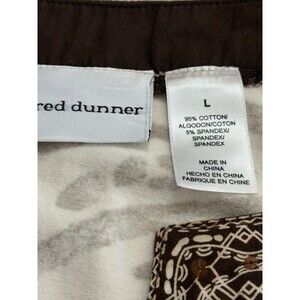 red dunner
L
95% COTTON/
ALGODON/COTON
5% SPANDEX/
SPANDEX/
SPANDEX
MADE IN
CHINA
HECHO EN CHINA
FABRIQUE EN CHINE